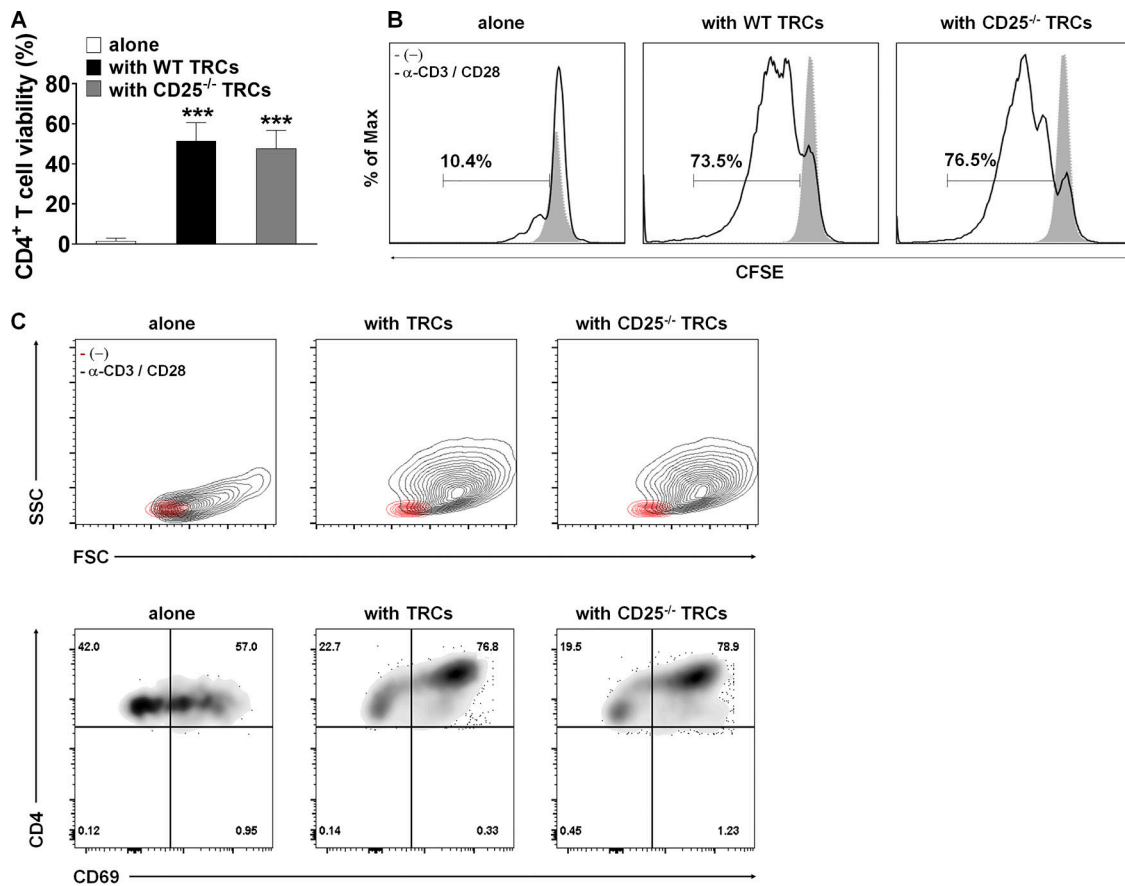 A
CD4⁺ T cell viability (%)
80
60
40
20
0
alone
with WT TRCs
with CD25⁻/⁻ TRCs
*** ***
B
alone with WT TRCs with CD25⁻/⁻ TRCs
% of Max
- (−)
- α-CD3 / CD28
10.4% 73.5% 76.5%
CFSE
C
alone with TRCs with CD25⁻/⁻ TRCs
- (−)
- α-CD3 / CD28
SSC
FSC
alone with TRCs with CD25⁻/⁻ TRCs
42.0 57.0 22.7 76.8 19.5 78.9
0.12 0.95 0.14 0.33 0.45 1.23
CD4
CD69